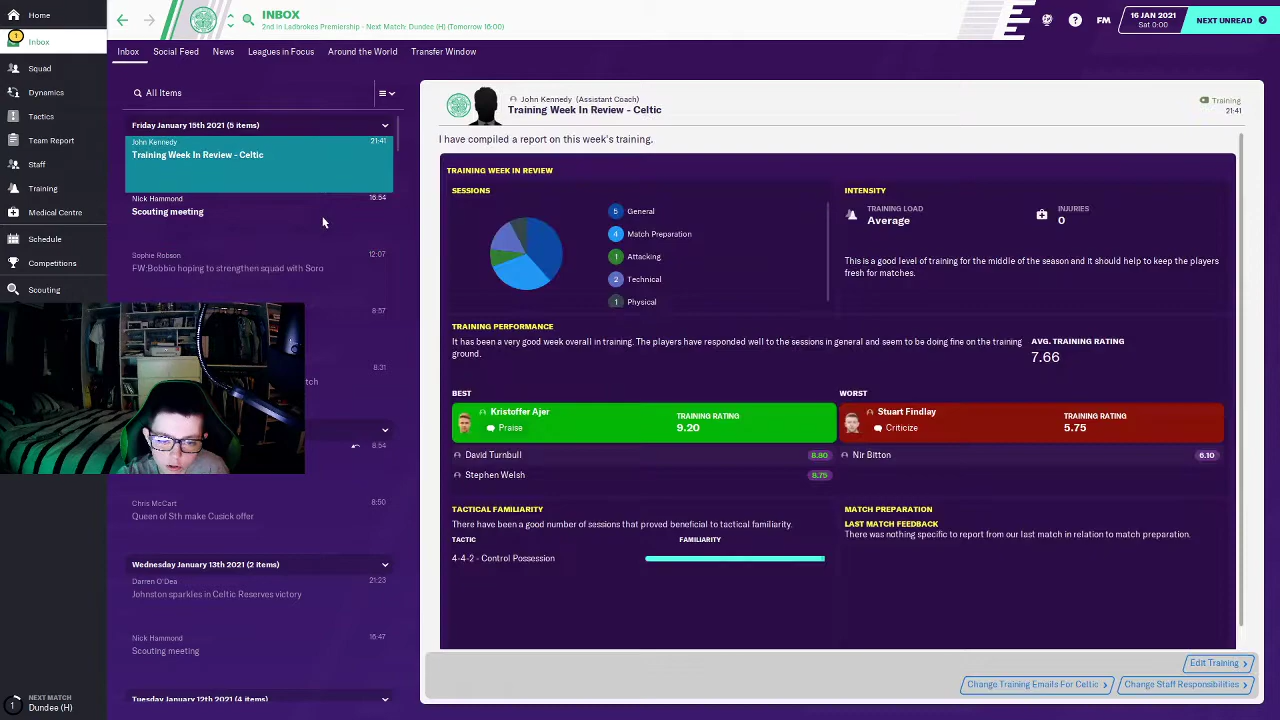 Home
INBOX
2nd in Ladbrokes Premiership - Next Match: Dundee (H) (Tomorrow 16:00)
FM
16 JAN 2021
Sat 0:00
NEXT UNREAD
1
Inbox
Squad
Dynamics
Tactics
Team Report
Staff
Training
Medical Centre
Schedule
Competitions
Scouting
NEXT MATCH
Dundee (H)
Inbox
Social Feed
News
Leagues in Focus
Around the World
Transfer Window
All Items
Friday January 15th 2021 (5 items)
John Kennedy
21:41
Training Week In Review - Celtic
Nick Hammond
16:54
Scouting meeting
Sophie Robson
12:07
FW:Bobbio hoping to strengthen squad with Soro
8:57
8:31
tch
8:54
Chris McCart
8:50
Queen of Sth make Cusick offer
Wednesday January 13th 2021 (2 items)
Darren O'Dea
21:23
Johnston sparkles in Celtic Reserves victory
Nick Hammond
16:47
Scouting meeting
Tuesday January 12th 2021 (4 items)
John Kennedy (Assistant Coach)
Training Week In Review - Celtic
Training
21:41
I have compiled a report on this week's training.
TRAINING WEEK IN REVIEW
SESSIONS
5 General
4 Match Preparation
1 Attacking
2 Technical
1 Physical
INTENSITY
TRAINING LOAD
Average
INJURIES
0
This is a good level of training for the middle of the season and it should help to keep the players
fresh for matches.
TRAINING PERFORMANCE
It has been a very good week overall in training. The players have responded well to the sessions in general and seem to be doing fine on the training
ground.
AVG. TRAINING RATING
7.66
BEST
Kristoffer Ajer
Praise
TRAINING RATING
9.20
David Turnbull
8.80
Stephen Welsh
8.75
WORST
Stuart Findlay
Criticize
TRAINING RATING
5.75
Nir Bitton
6.10
TACTICAL FAMILIARITY
There have been a good number of sessions that proved beneficial to tactical familiarity.
TACTIC
FAMILIARITY
4-4-2 - Control Possession
MATCH PREPARATION
LAST MATCH FEEDBACK
There was nothing specific to report from our last match in relation to match preparation.
Edit Training
Change Training Emails For Celtic
Change Staff Responsibilities